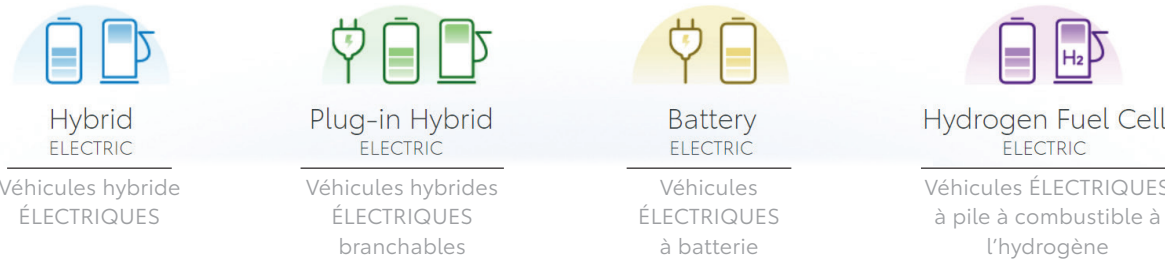 H₂
Hybrid
ELECTRIC
Véhicules hybride
ÉLECTRIQUES
Plug-in Hybrid
ELECTRIC
Véhicules hybrides
ÉLECTRIQUES
branchables
Battery
ELECTRIC
Véhicules
ÉLECTRIQUES
à batterie
Hydrogen Fuel Cell
ELECTRIC
Véhicules ÉLECTRIQUES
à pile à combustible à
l'hydrogène